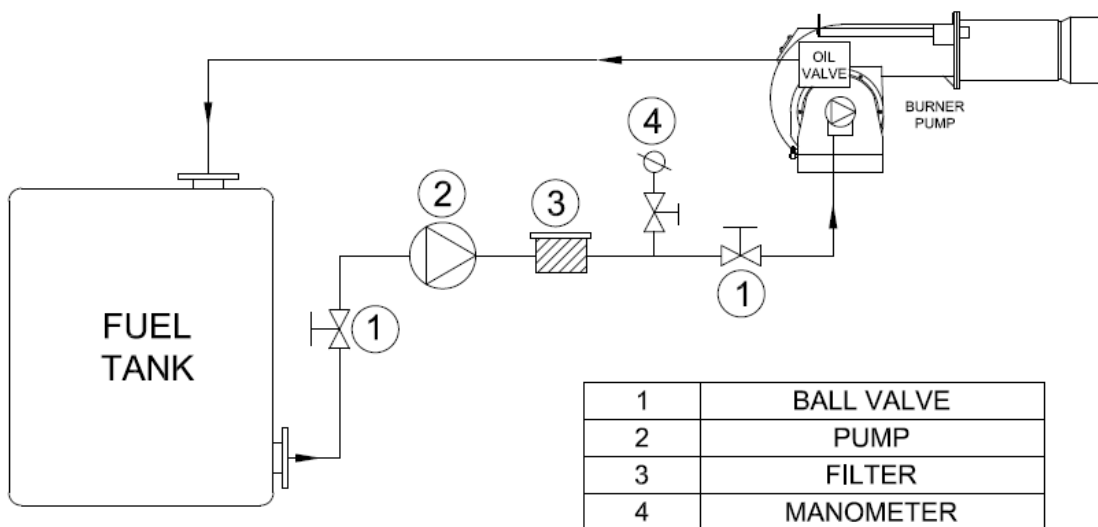 OIL
VALVE
BURNER
PUMP
4
2
3
1
1
FUEL
TANK
1 BALL VALVE
2 PUMP
3 FILTER
4 MANOMETER